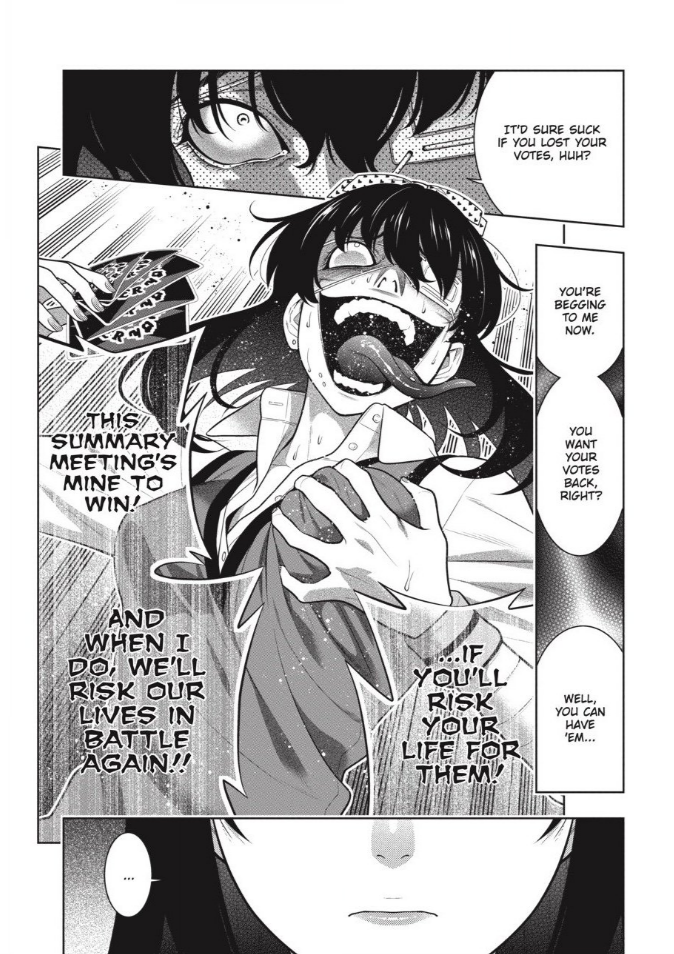 IT'D SURE SUCK
IF YOU LOST YOUR
VOTES, HUH?
YOU'RE
BEGGING
TO ME
NOW.
YOU
WANT
YOUR
VOTES
BACK,
RIGHT?
WELL,
YOU CAN
HAVE
'EM...
...IF
YOU'LL
RISK
YOUR
LIFE FOR
THEM!
THIS
SUMMARY
MEETING'S
MINE TO
WIN!
AND
WHEN I
DO, WE'LL
RISK OUR
LIVES IN
BATTLE
AGAIN!!
...